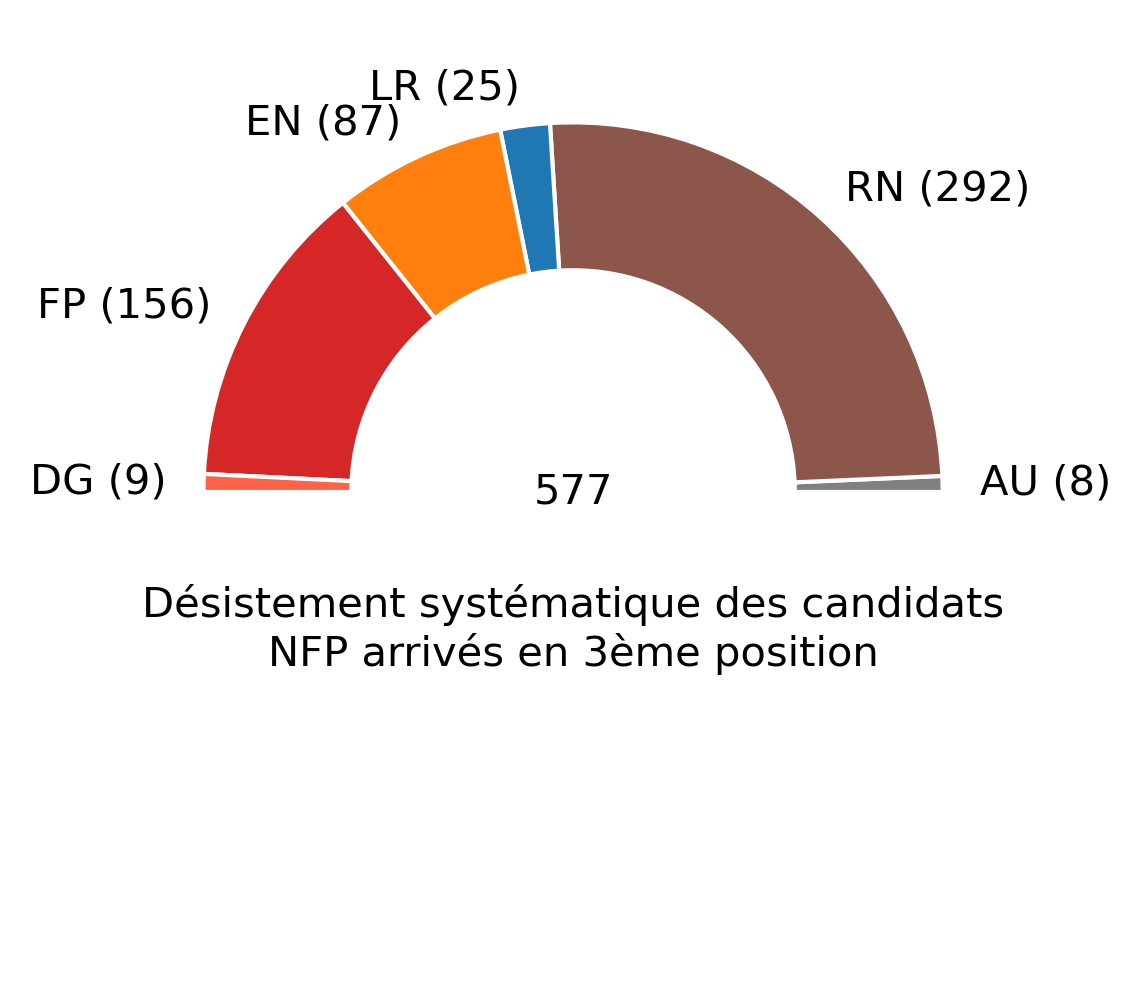 LR (25)
EN (87)
RN (292)
FP (156)
DG (9)
577
AU (8)
Désistement systématique des candidats
NFP arrivés en 3ème position